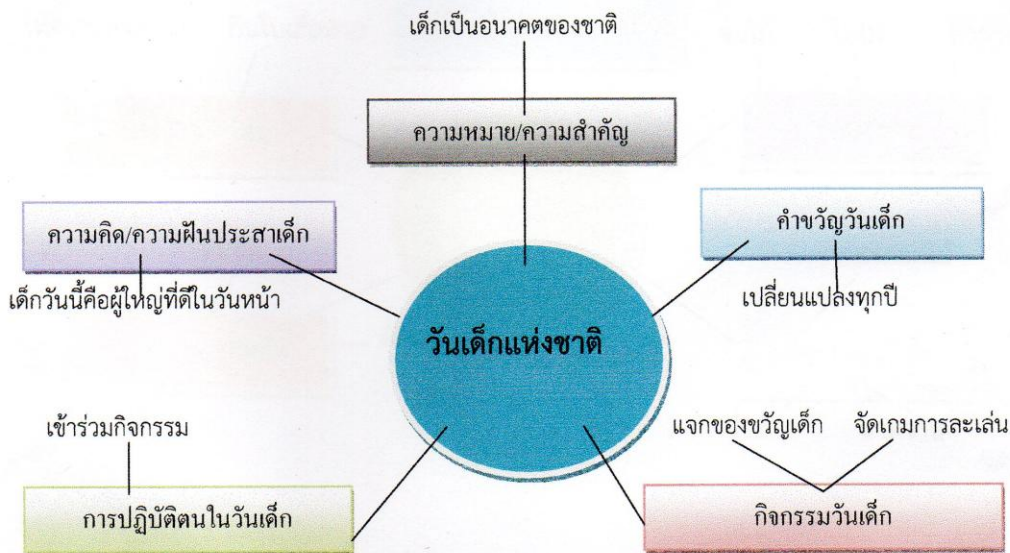 เด็กเป็นอนาคตของชาติ
ความหมาย/ความสำคัญ
ความคิด/ความฝันประสาเด็ก
คำขวัญวันเด็ก
เด็กวันนี้คือผู้ใหญ่ที่ดีในวันหน้า
เปลี่ยนแปลงทุกปี
วันเด็กแห่งชาติ
เข้าร่วมกิจกรรม
แจกของขวัญเด็ก
จัดเกมการละเล่น
การปฏิบัติตนในวันเด็ก
กิจกรรมวันเด็ก